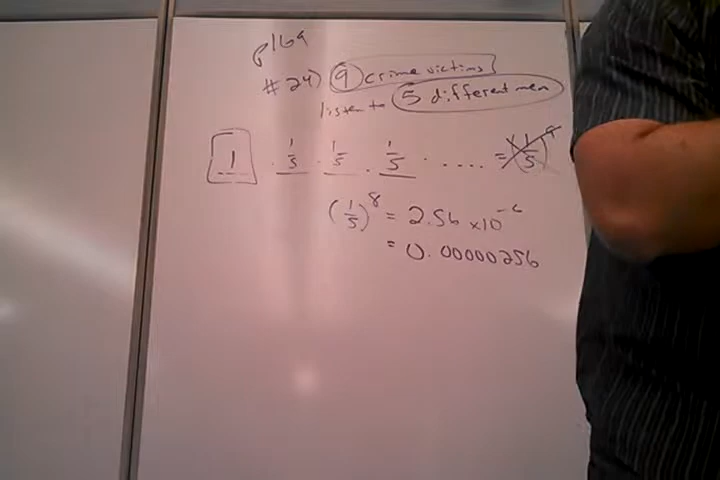 p169
#24) 9 crime victims
listen to 5 different men
1 · 1/5 · 1/5 · 1/5 · .... = (1/5)^9
(1/5)^8 = 2.56 x10^-6
= 0.00000256